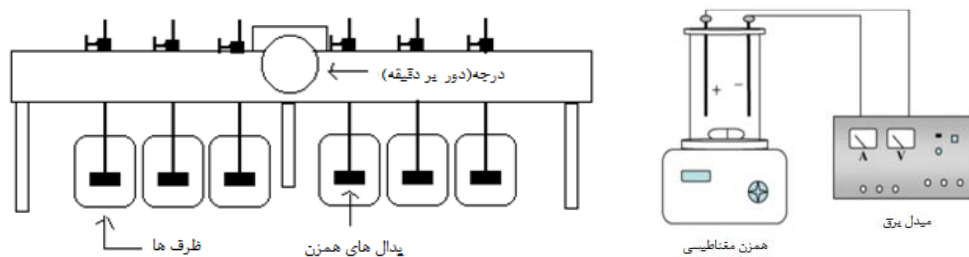 درجه(دور بر دقیقه)
ظرف ها
پدال های همزن
+ −
A V
مبدل برق
همزن مغناطیسی